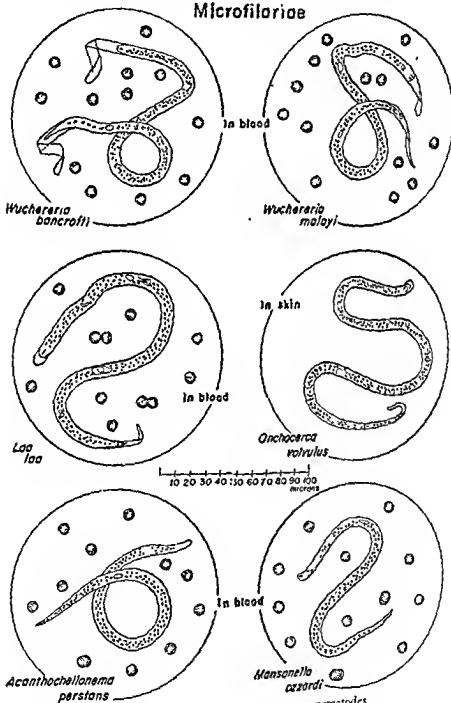 Microfilariae
In blood
Wuchereria
bancrofti
Wuchereria
malayi
In skin
In blood
Loa
loa
Onchocerca
volvulus
10 20 30 40 50 60 70 80 90 100
microns
In blood
Acanthocheilonema
perstans
Mansonella
ozzardi
nematodes